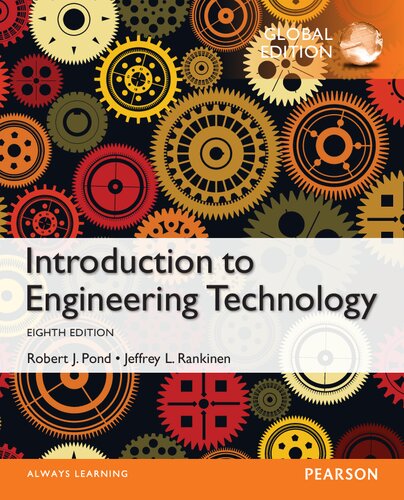 GLOBAL
EDITION
Introduction to
Engineering Technology
EIGHTH EDITION
Robert J. Pond • Jeffrey L. Rankinen
ALWAYS LEARNING
PEARSON